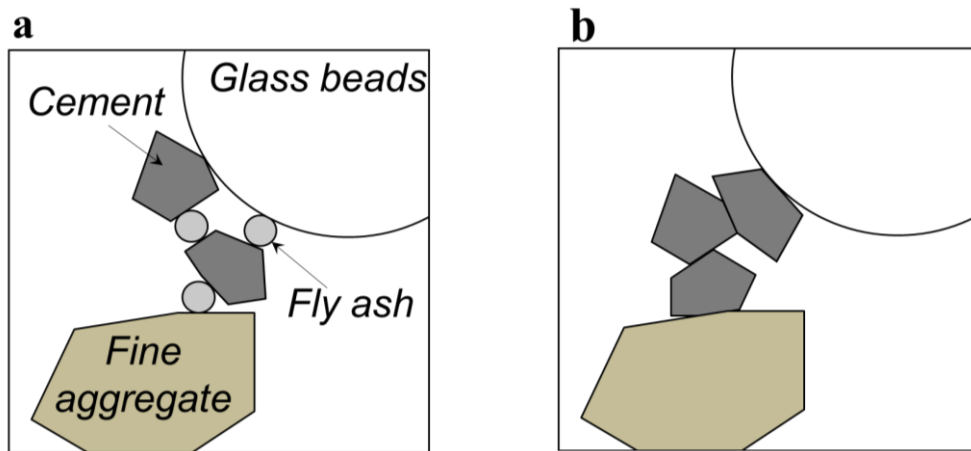 a
b
Glass beads
Cement
Fly ash
Fine
aggregate